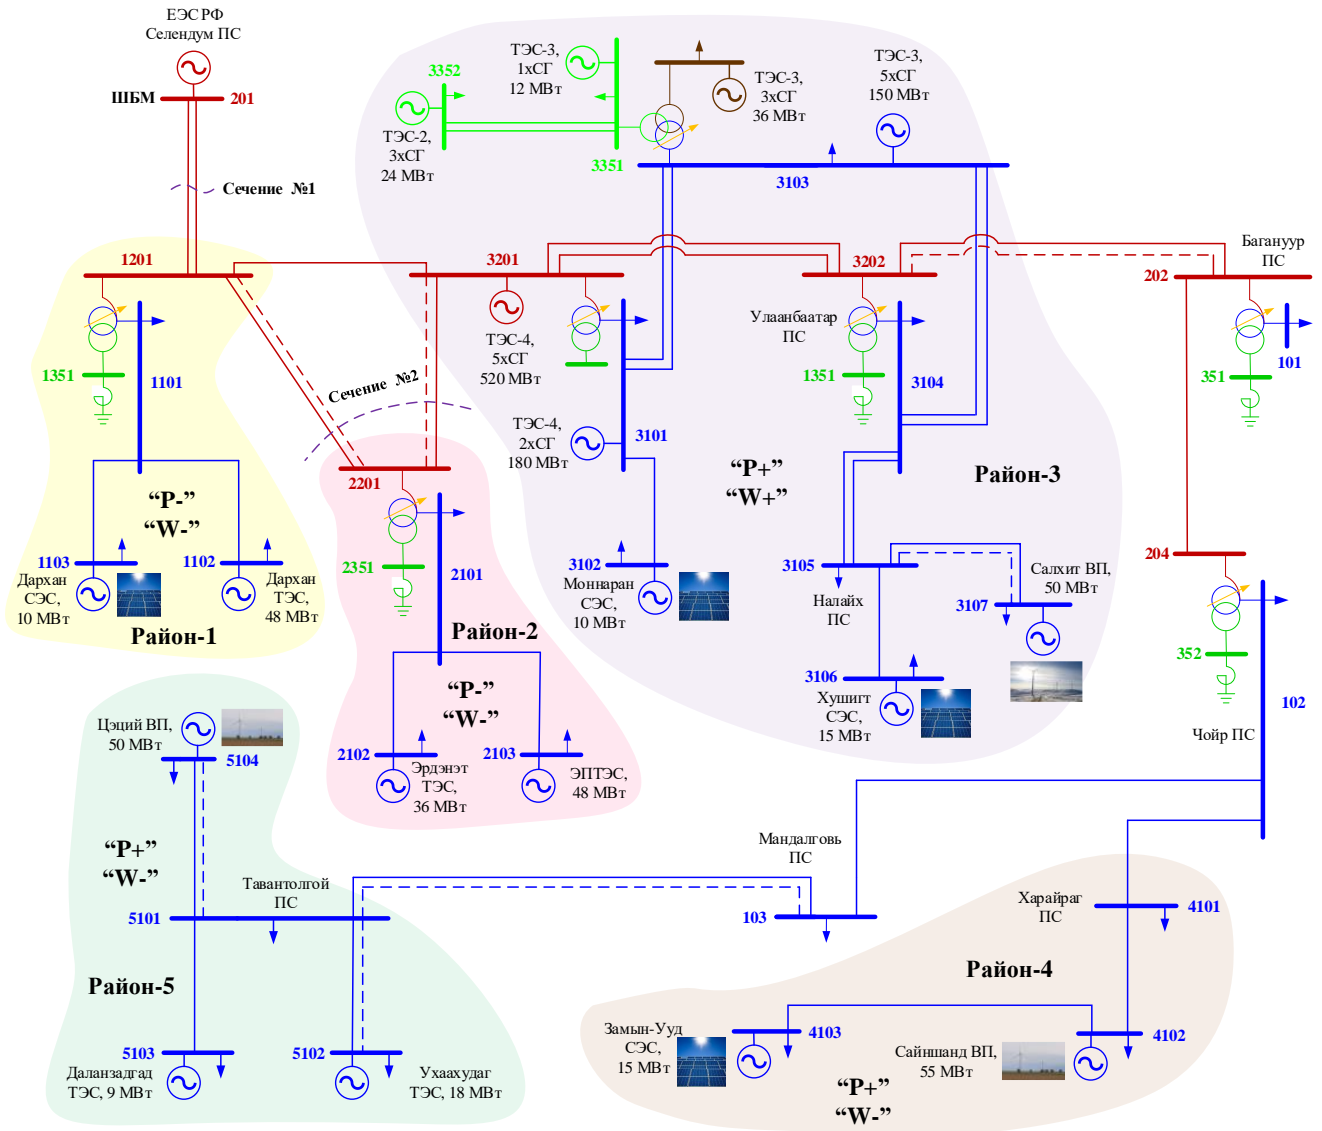 ЕЭС РФ
Селендум ПС
ШБМ
201
Сечение №1
1201
1351
1101
“P-”
“W-”
1103
Дархан
СЭС,
10 МВт
1102
Дархан
ТЭС,
48 МВт
Район-1
Сечение №2
2201
2351
2101
Район-2
“P-”
“W-”
2102
Эрдэнэт
ТЭС,
36 МВт
2103
ЭПТЭС,
48 МВт
3352
ТЭС-2,
3хСГ
24 МВт
ТЭС-3,
1хСГ
12 МВт
3351
ТЭС-3,
3хСГ
36 МВт
ТЭС-3,
5хСГ
150 МВт
3103
3201
ТЭС-4,
5хСГ
520 МВт
ТЭС-4,
2хСГ
180 МВт
3101
3102
Моннаран
СЭС,
10 МВт
3202
Улаанбаатар
ПС
1351
3104
“P+”
“W+”
Район-3
3105
Налайх
ПС
3107
Салхит ВП,
50 МВт
3106
Хушигт
СЭС,
15 МВт
Багануур
ПС
202
351
101
204
352
102
Чойр ПС
Цэций ВП,
50 МВт
5104
“P+”
“W-”
Тавантолгой
ПС
5101
Район-5
5103
Даланзадгад
ТЭС, 9 МВт
5102
Ухаахудаг
ТЭС, 18 МВт
Мандалговь
ПС
103
Харайраг
ПС
4101
Район-4
Замын-Ууд
СЭС,
15 МВт
4103
Сайншанд ВП,
55 МВт
4102
“P+”
“W-”